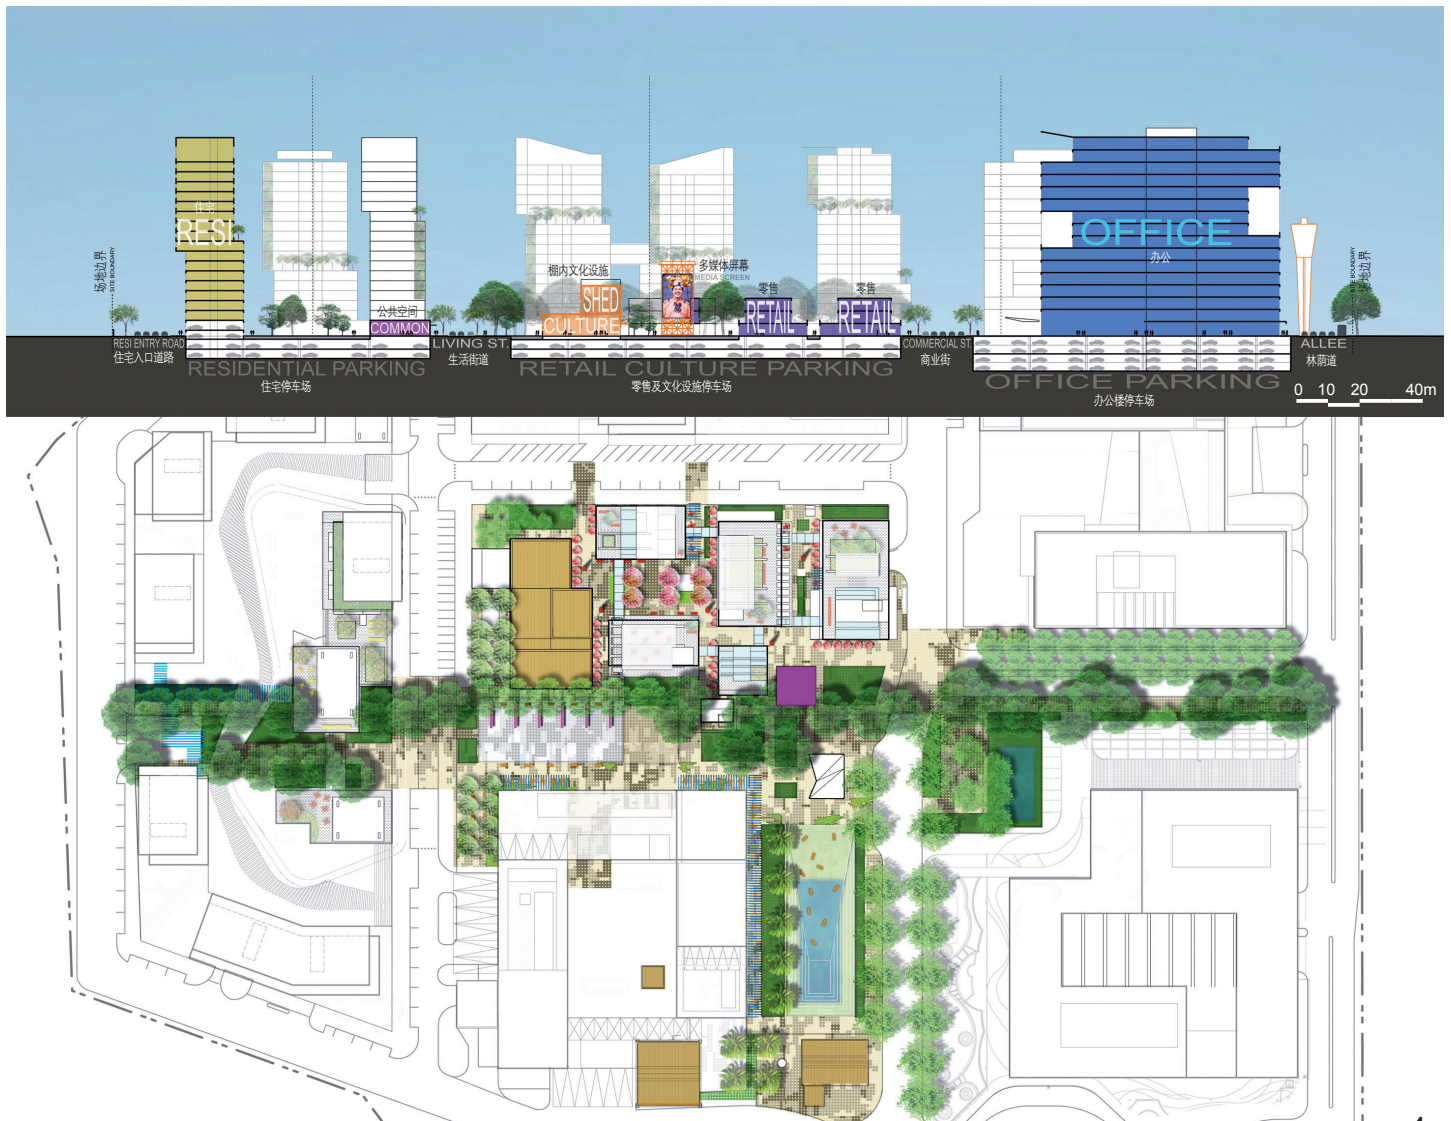 场地边界
SITE BOUNDARY
住宅
RESI
公共空间
COMMON
棚内文化设施
SHED
CULTURE
多媒体屏幕
MEDIA SCREEN
零售
RETAIL
零售
RETAIL
OFFICE
办公
SITE BOUNDARY
场地边界
RESI ENTRY ROAD
住宅入口道路
LIVING ST.
生活街道
COMMERCIAL ST.
商业街
ALLEE
林荫道
RESIDENTIAL PARKING
住宅停车场
RETAIL CULTURE PARKING
零售及文化设施停车场
OFFICE PARKING
办公楼停车场
0 10 20 40m